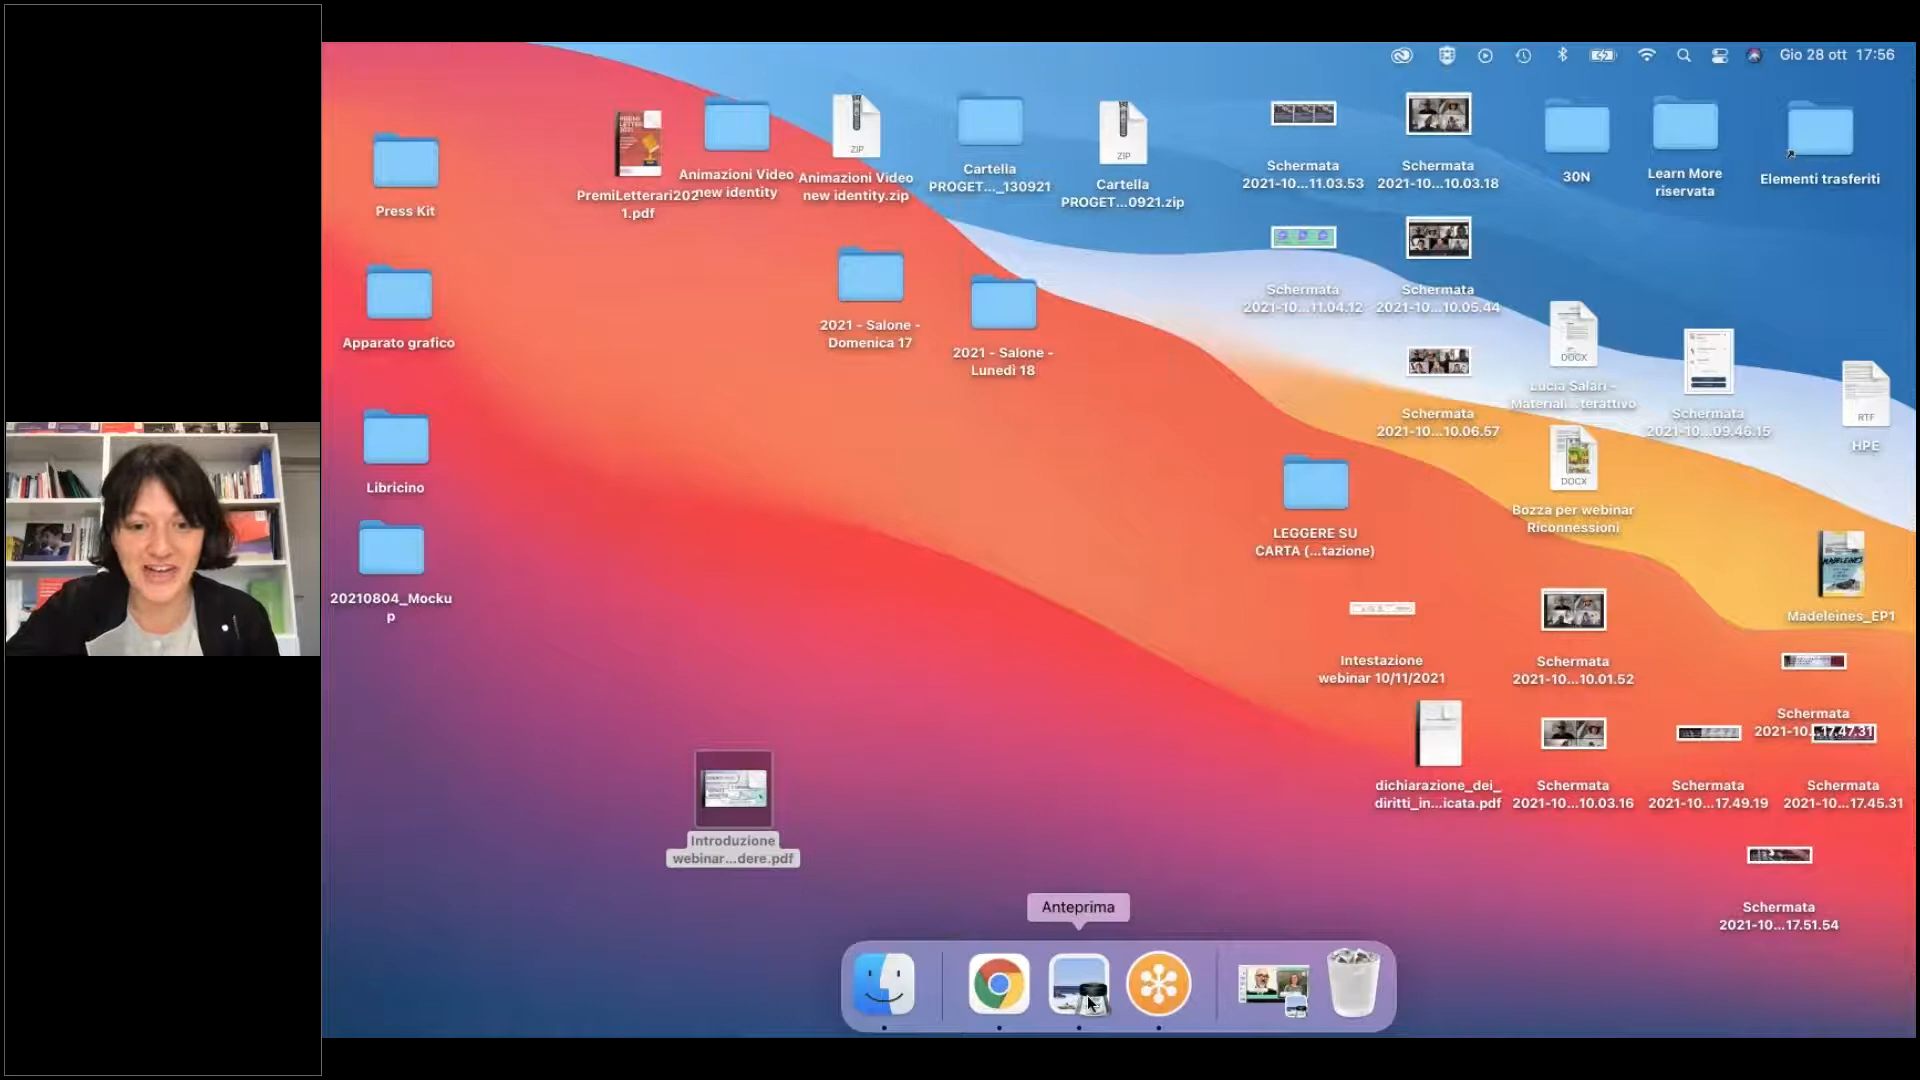 Gio 28 ott 17:56
Press Kit
PremiLetterari202
1.pdf
Animazioni Video
new identity
ZIP
Animazioni Video
new identity.zip
Cartella
PROGET..._130921
ZIP
Cartella
PROGET...0921.zip
Schermata
2021-10...11.03.53
Schermata
2021-10...10.03.18
30N
Learn More
riservata
Elementi trasferiti
Apparato grafico
2021 - Salone -
Domenica 17
2021 - Salone -
Lunedì 18
Schermata
2021-10...11.04.12
Schermata
2021-10...10.05.44
DOCX
Lucia Salari -
Materiali...terattivo
Schermata
2021-10...10.06.57
Schermata
2021-10...09.46.15
RTF
HPE
Libricino
LEGGERE SU
CARTA (...tazione)
DOCX
Bozza per webinar
Riconnessioni
20210804_Mocku
p
Madeleines_EP1
Intestazione
webinar 10/11/2021
Schermata
2021-10...10.01.52
Schermata
2021-10...17.47.31
dichiarazione_dei_
diritti_in...icata.pdf
Schermata
2021-10...10.03.16
Schermata
2021-10...17.49.19
Schermata
2021-10...17.45.31
Introduzione
webinar...dere.pdf
Schermata
2021-10...17.51.54
Anteprima